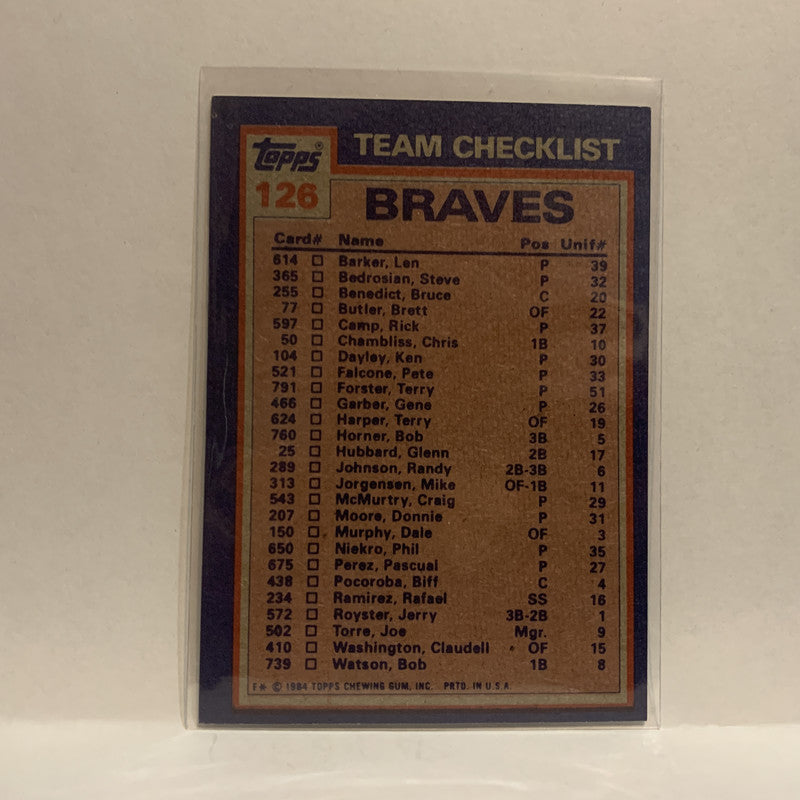 Topps®
TEAM CHECKLIST
126
BRAVES
Card# Name Pos Unif#
614 Barker, Len P 39
365 Bedrosian, Steve P 32
255 Benedict, Bruce C 20
77 Butler, Brett OF 22
597 Camp, Rick P 37
50 Chambliss, Chris 1B 10
104 Dayley, Ken P 30
521 Falcone, Pete P 33
791 Forster, Terry P 51
466 Garber, Gene P 26
624 Harper, Terry OF 19
760 Horner, Bob 3B 5
25 Hubbard, Glenn 2B 17
289 Johnson, Randy 2B-3B 6
313 Jorgensen, Mike OF-1B 11
543 McMurtry, Craig P 29
207 Moore, Donnie P 31
150 Murphy, Dale OF 3
650 Niekro, Phil P 35
675 Perez, Pascual P 27
438 Pocoroba, Biff C 4
234 Ramirez, Rafael SS 16
572 Royster, Jerry 3B-2B 1
502 Torre, Joe Mgr. 9
410 Washington, Claudell OF 15
739 Watson, Bob 1B 8
F* © 1984 TOPPS CHEWING GUM, INC. PRTD. IN U.S.A.